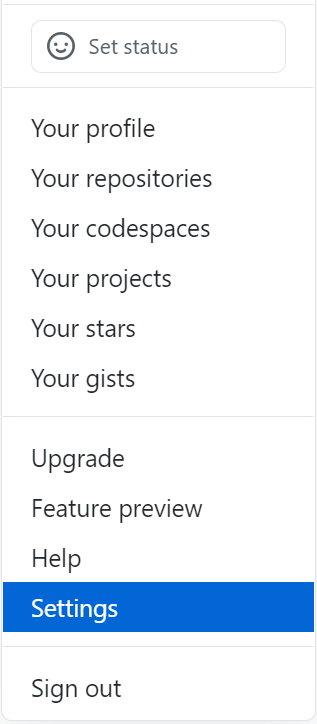 Set status
Your profile
Your repositories
Your codespaces
Your projects
Your stars
Your gists
Upgrade
Feature preview
Help
Settings
Sign out